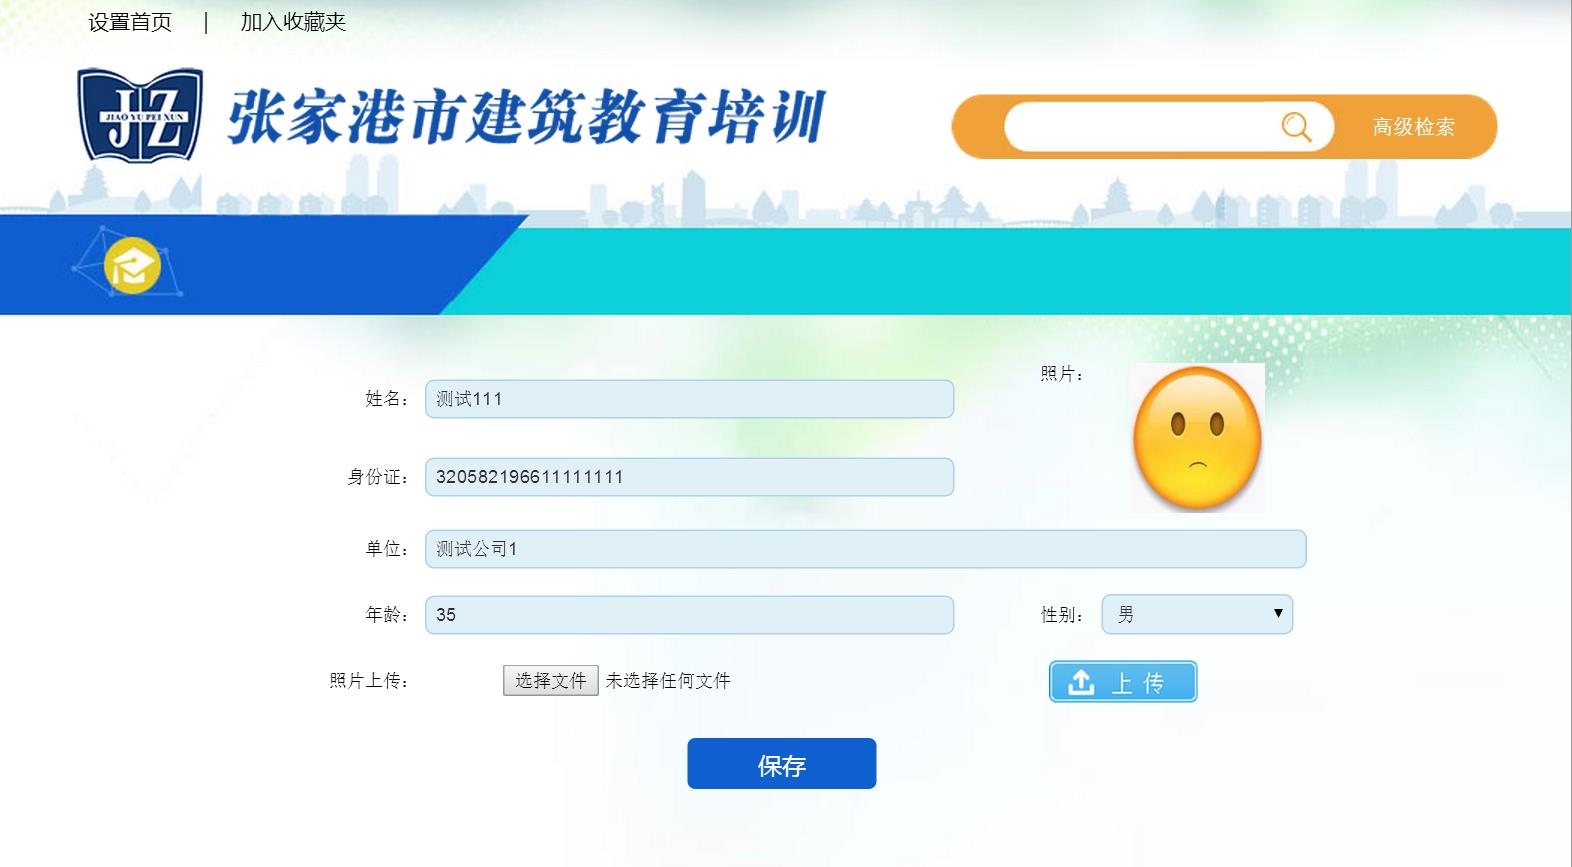 设置首页 | 加入收藏夹
JZ
JIAO YU PEI XUN
张家港市建筑教育培训
高级检索
姓名： 测试111
照片：
身份证： 320582196611111111
单位： 测试公司1
年龄： 35
性别： 男
照片上传： 选择文件 未选择任何文件
上传
保存